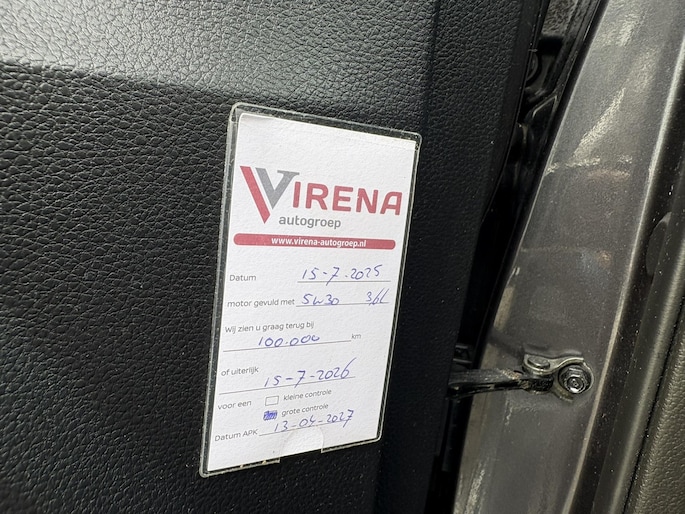 VIRENA
autogroep
www.virena-autogroep.nl
Datum 15-7-2025
motor gevuld met 5w30 3,6L
Wij zien u graag terug bij
100.000 km
of uiterlijk
15-7-2026
voor een kleine controle
grote controle
Datum APK 13-04-2027